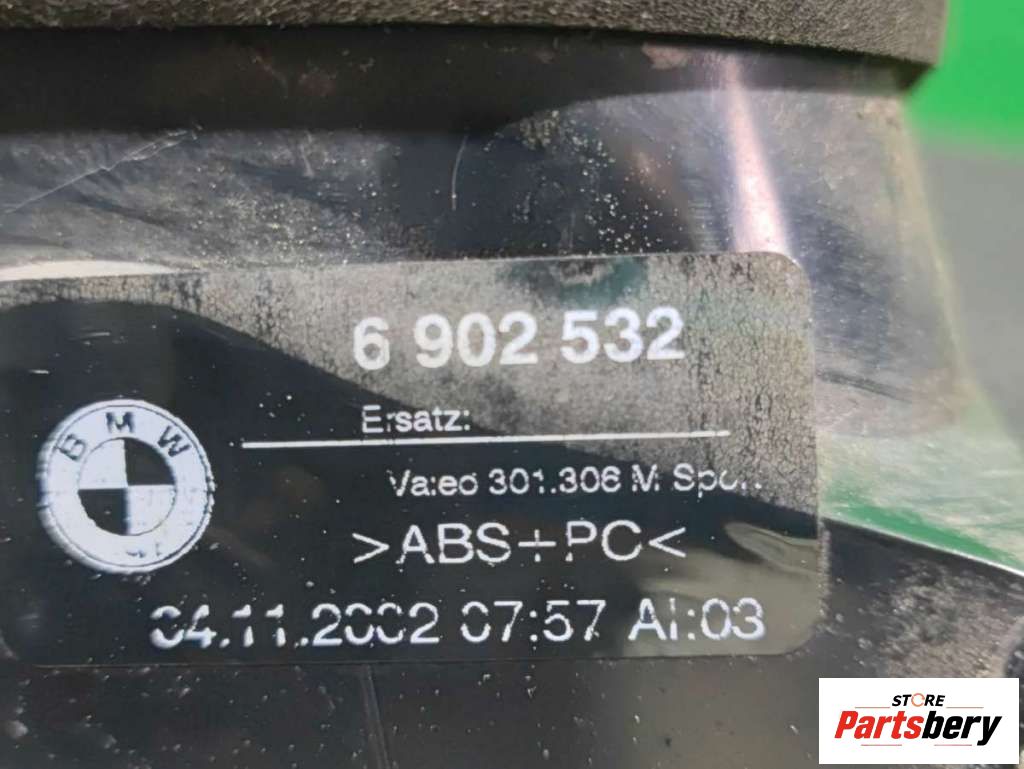 6 902 532
Ersatz:
BMW
Valeo 301.306 M Sport
>ABS+PC<
04.11.2002 07:57 AI:03
STORE
Partsbery